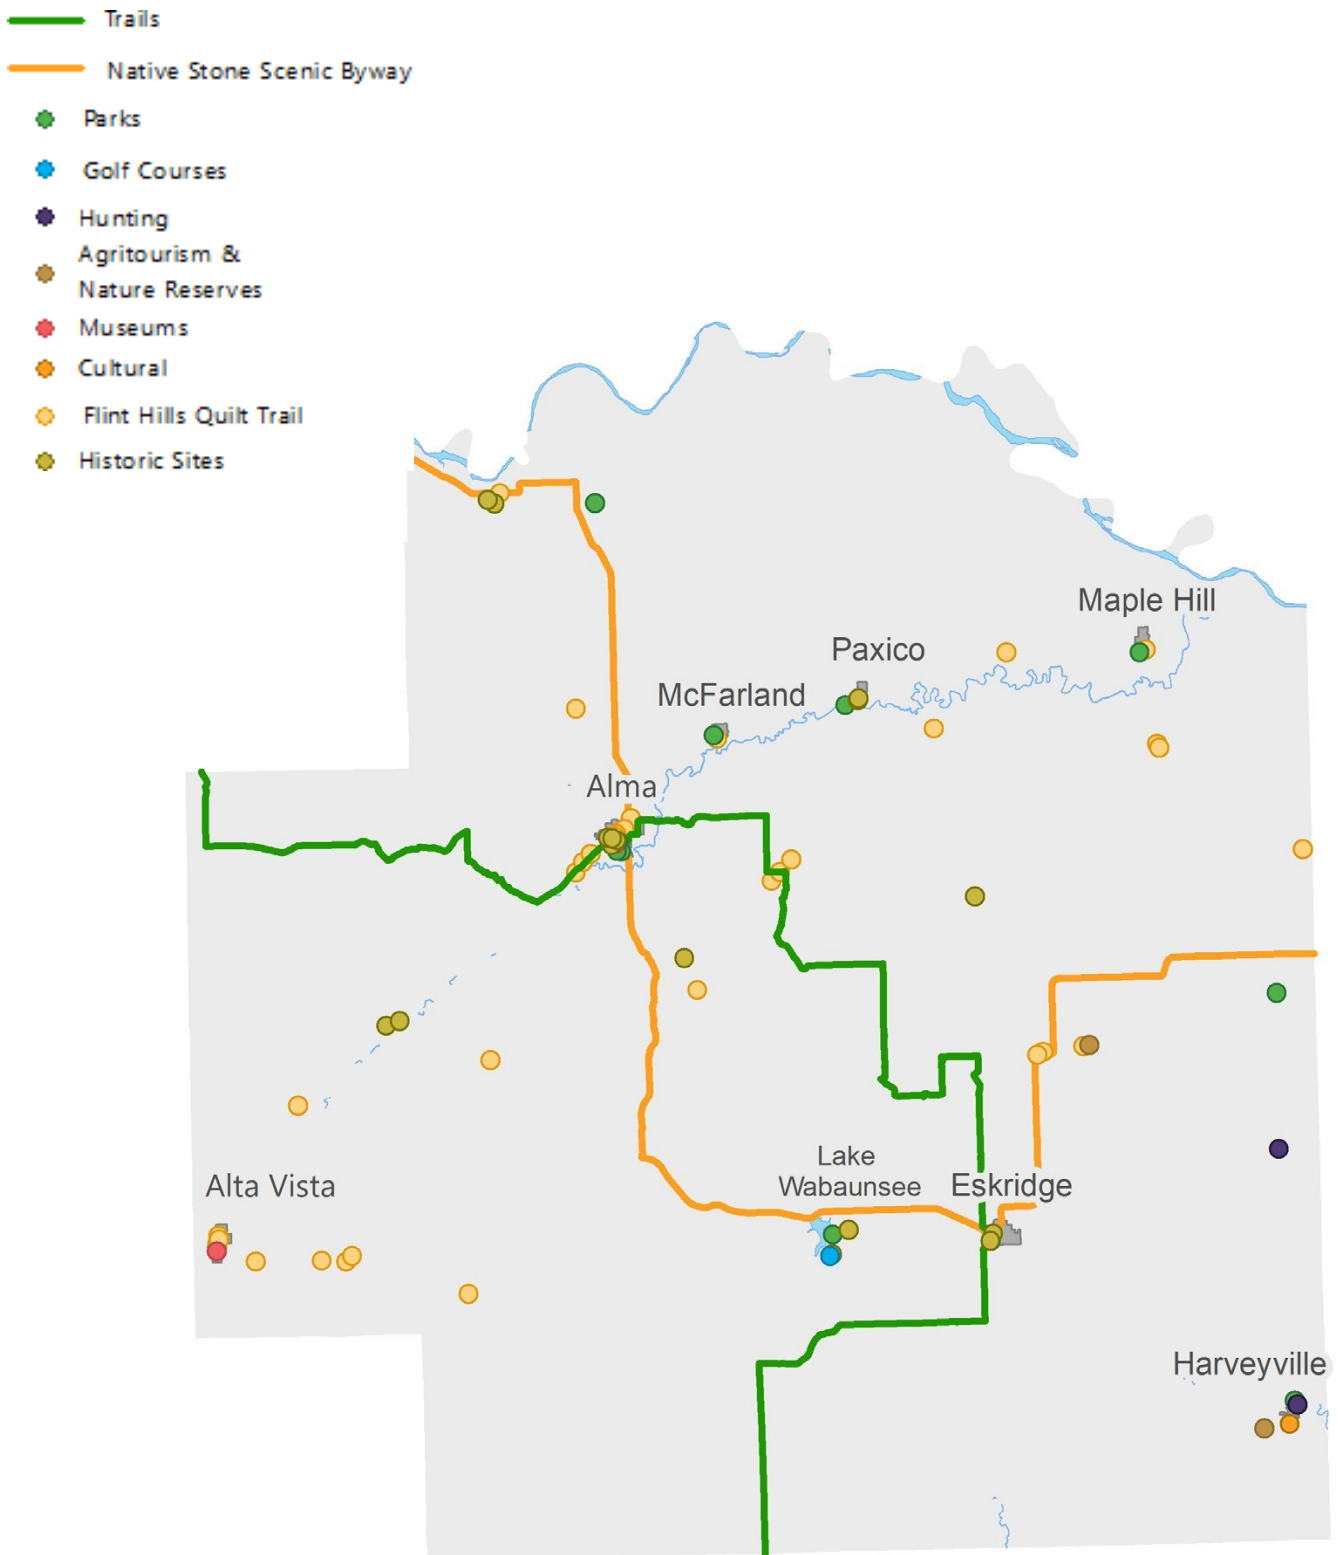 Trails
Native Stone Scenic Byway
Parks
Golf Courses
Hunting
Agritourism &
Nature Reserves
Museums
Cultural
Flint Hills Quilt Trail
Historic Sites
Maple Hill
Paxico
McFarland
Alma
Lake
Wabaunsee
Eskridge
Alta Vista
Harveyville